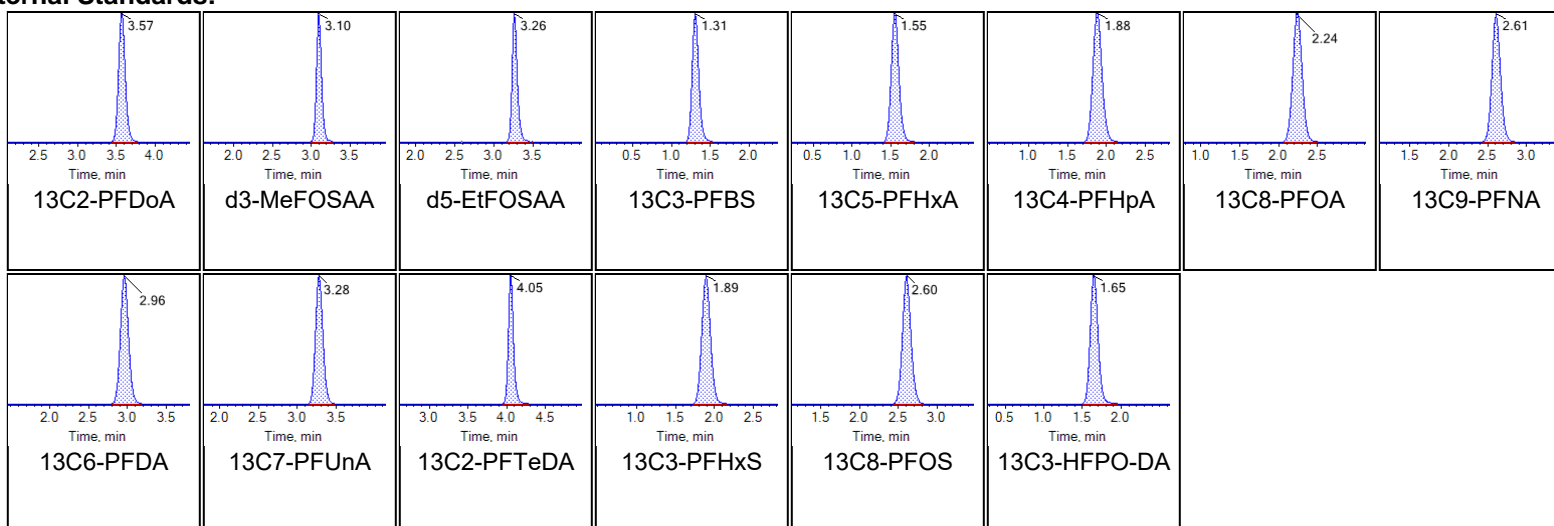 ternal Standards:
3.57
2.5 3.0 3.5 4.0
Time, min
13C2-PFDoA
3.10
2.0 2.5 3.0 3.5
Time, min
d3-MeFOSAA
3.26
2.0 2.5 3.0 3.5
Time, min
d5-EtFOSAA
1.31
0.5 1.0 1.5 2.0
Time, min
13C3-PFBS
1.55
0.5 1.0 1.5 2.0
Time, min
13C5-PFHxA
1.88
1.0 1.5 2.0 2.5
Time, min
13C4-PFHpA
2.24
1.0 1.5 2.0 2.5
Time, min
13C8-PFOA
2.61
1.5 2.0 2.5 3.0
Time, min
13C9-PFNA
2.96
2.0 2.5 3.0 3.5
Time, min
13C6-PFDA
3.28
2.0 2.5 3.0 3.5
Time, min
13C7-PFUnA
4.05
3.0 3.5 4.0 4.5
Time, min
13C2-PFTeDA
1.89
1.0 1.5 2.0 2.5
Time, min
13C3-PFHxS
2.60
1.5 2.0 2.5 3.0
Time, min
13C8-PFOS
1.65
0.5 1.0 1.5 2.0
Time, min
13C3-HFPO-DA